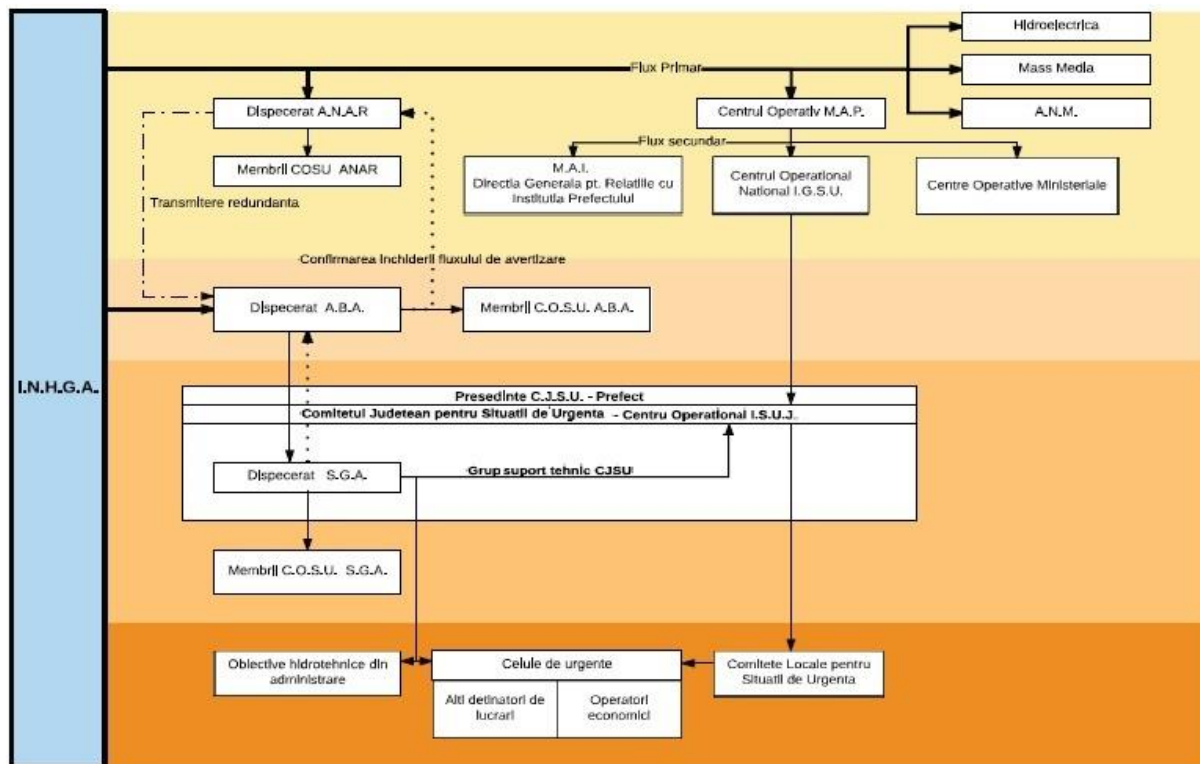 I.N.H.G.A.
Hidroelectrica
Flux Primar
Mass Media
Dispecerat A.N.A.R
Centrul Operativ M.A.P.
A.N.M.
Flux secundar
Membrii COSU ANAR
M.A.I.
Directia Generala pt. Relatiile cu
Institutia Prefectului
Centrul Operational
National I.G.S.U.
Centre Operative Ministeriale
Transmitere redundanta
Confirmarea inchiderii fluxului de avertizare
Dispecerat A.B.A.
Membrii C.O.S.U. A.B.A.
Presedinte C.J.S.U. - Prefect
Comitetul Judetean pentru Situatii de Urgenta - Centru Operational I.S.U.J.
Dispecerat S.G.A.
Grup suport tehnic CJSU
Membrii C.O.S.U. S.G.A.
Obiective hidrotehnice din
administrare
Celule de urgente
Alti detinatori de
lucrari
Operatori
economici
Comitete Locale pentru
Situatii de Urgenta